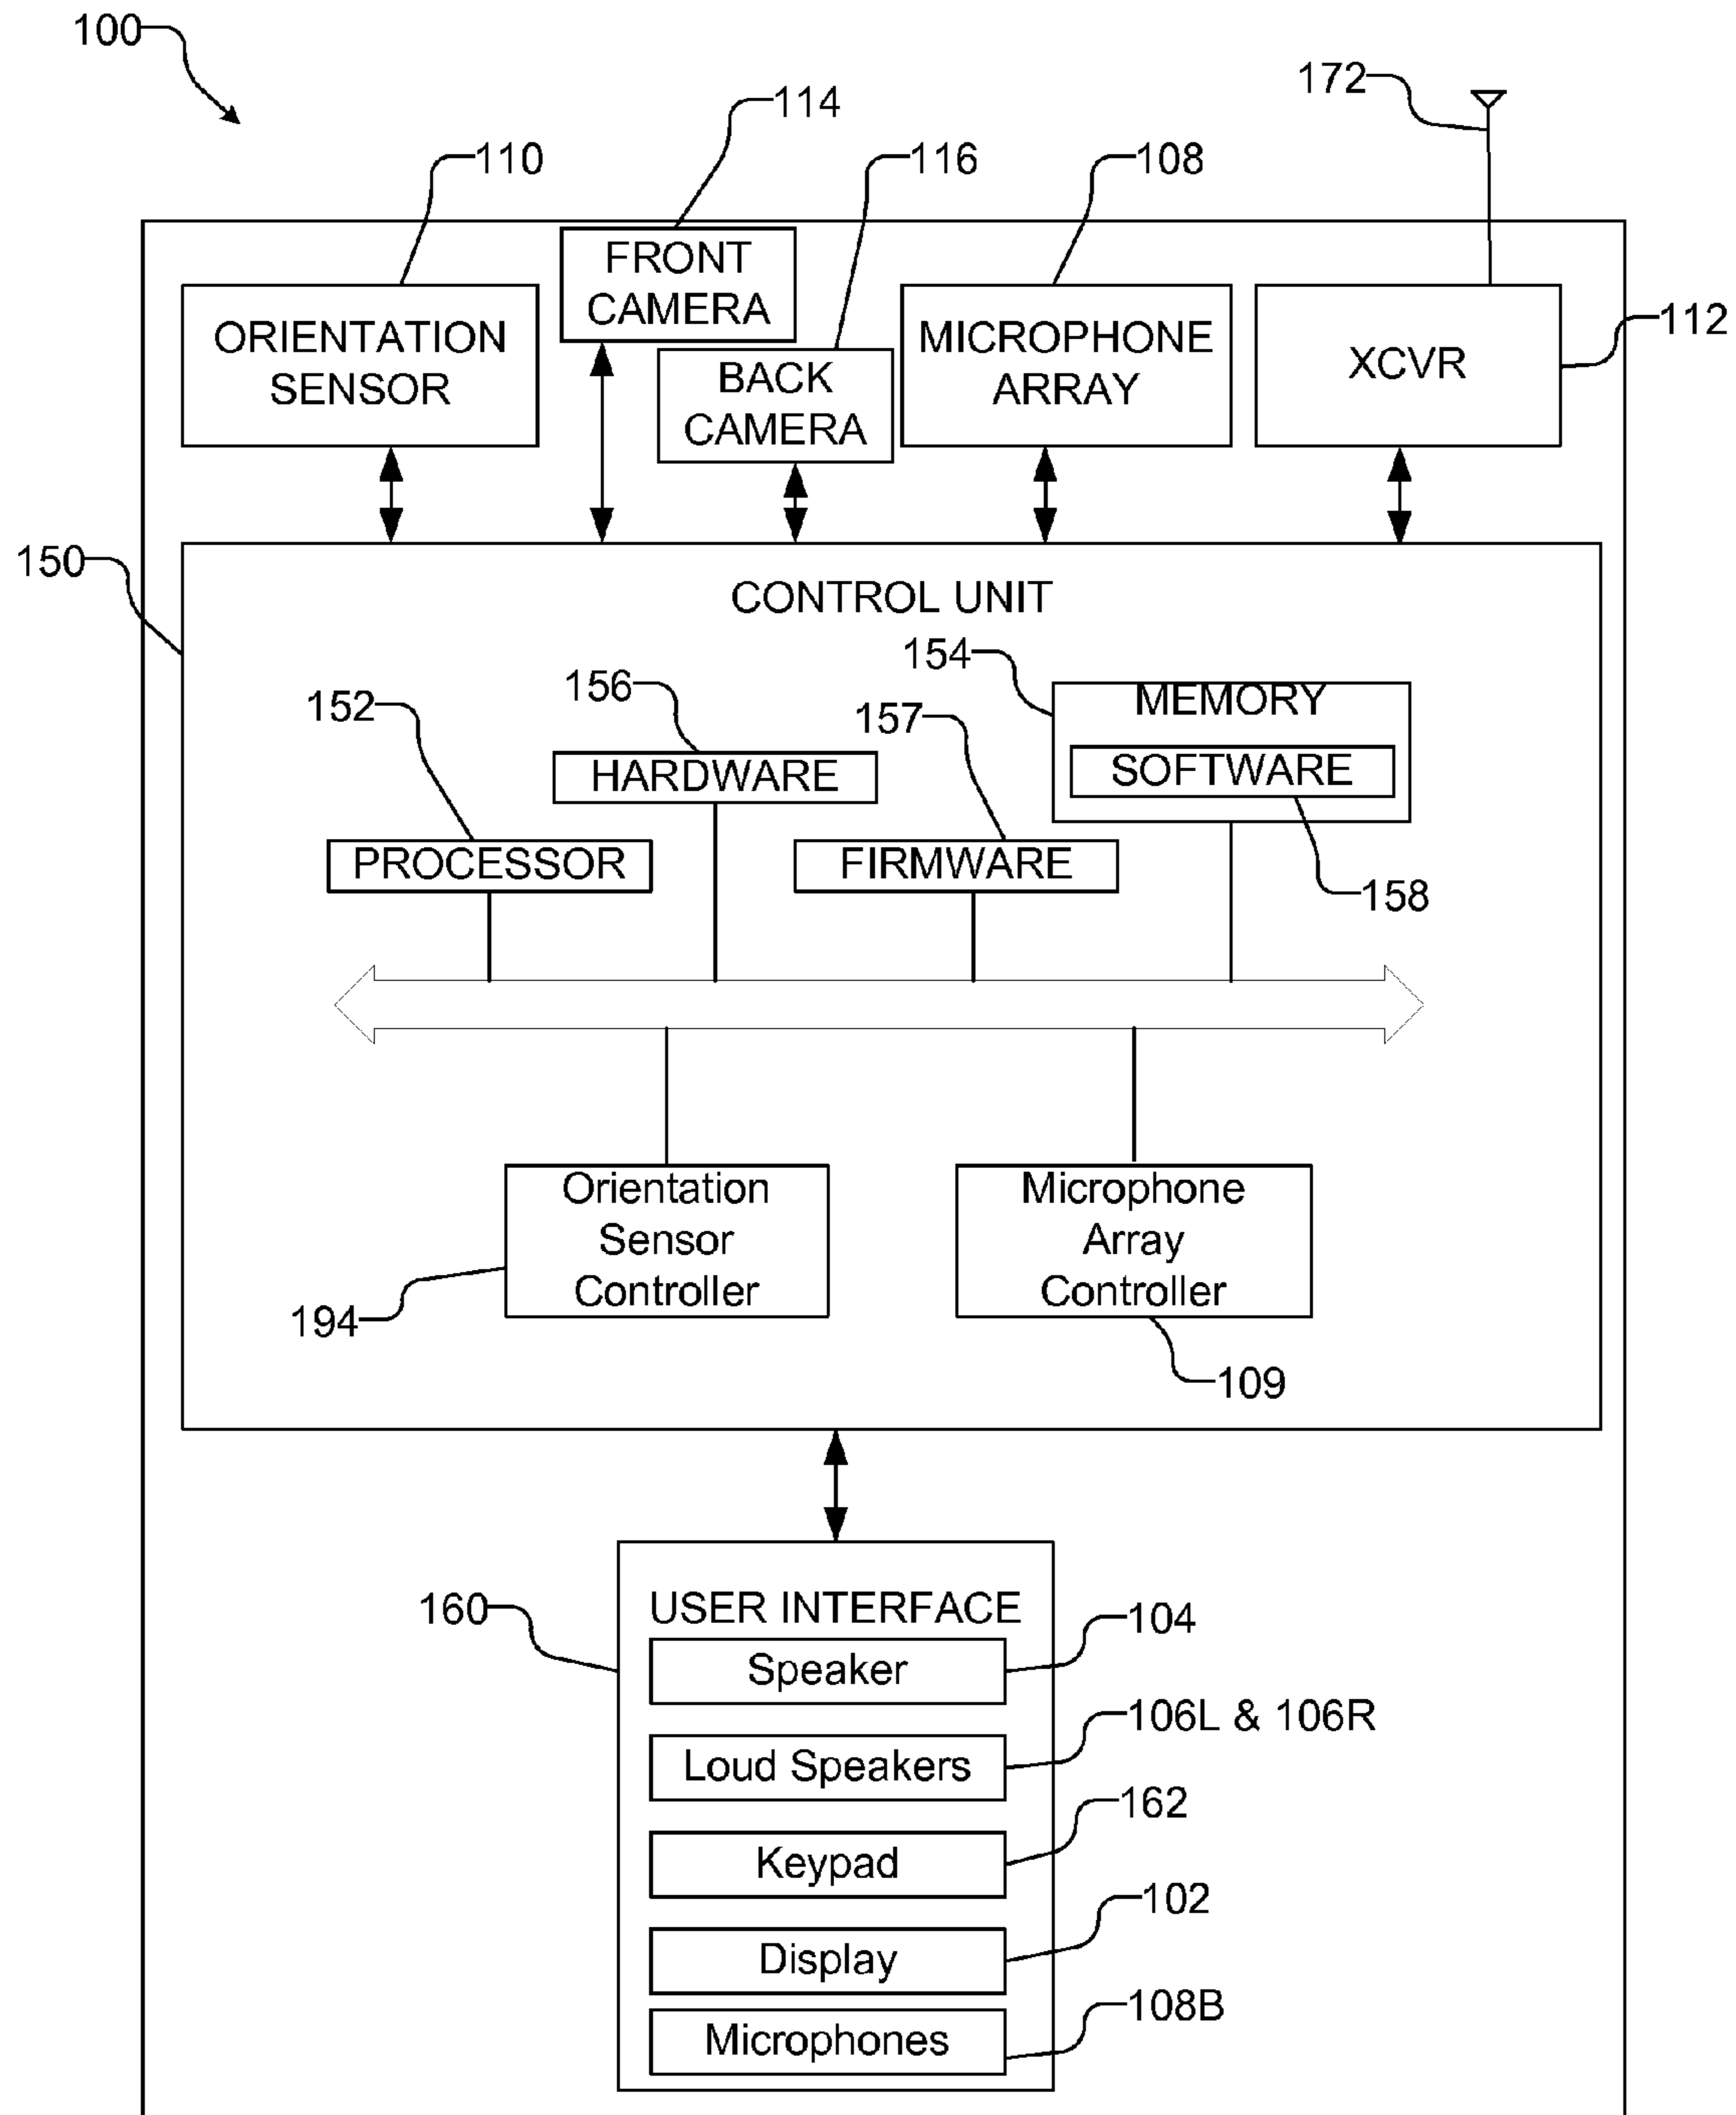 100
114
172
110
116
108
FRONT
CAMERA
ORIENTATION
SENSOR
MICROPHONE
ARRAY
XCVR
112
BACK
CAMERA
150
CONTROL UNIT
154
156
MEMORY
152
157
HARDWARE
SOFTWARE
PROCESSOR
FIRMWARE
158
Orientation
Sensor
Controller
Microphone
Array
Controller
194
109
160
USER INTERFACE
104
Speaker
106L & 106R
Loud Speakers
162
Keypad
102
Display
108B
Microphones